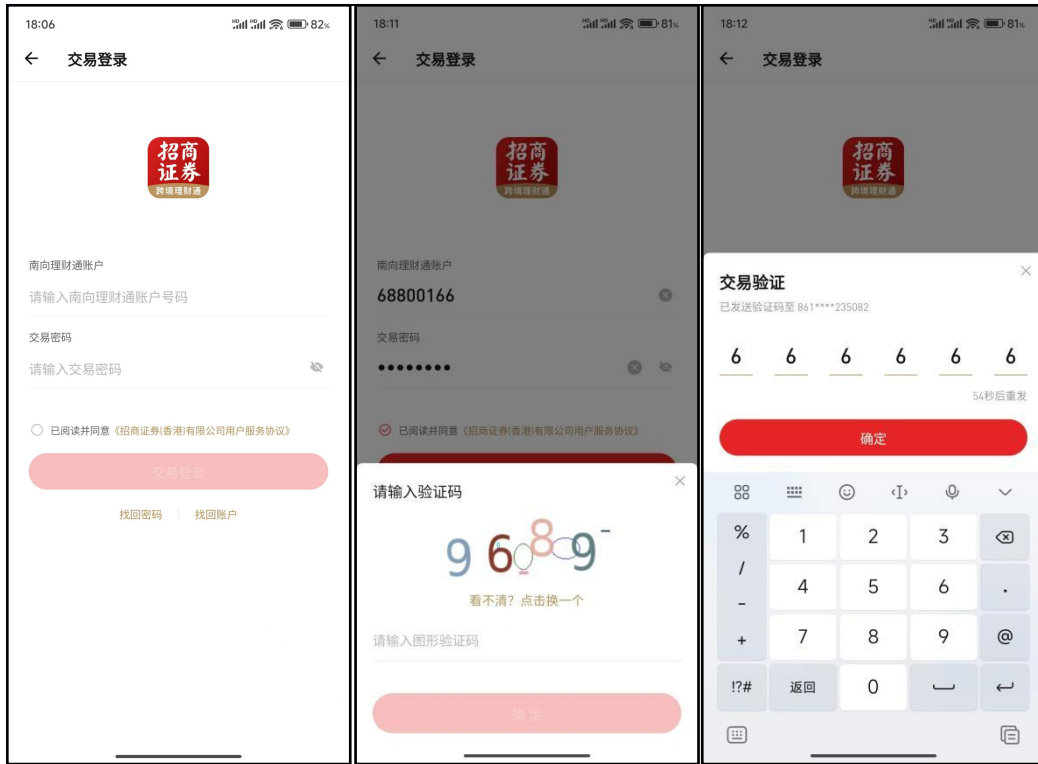 18:06
82%
交易登录
招商
证券
跨境理财通
南向理财通账户
请输入南向理财通账户号码
交易密码
请输入交易密码
已阅读并同意《招商证券(香港)有限公司用户服务协议》
交易登录
找回密码
找回账户
18:11
81%
交易登录
招商
证券
跨境理财通
南向理财通账户
68800166
交易密码
已阅读并同意《招商证券(香港)有限公司用户服务协议》
请输入验证码
96089
看不清？点击换一个
请输入图形验证码
确定
18:12
81%
交易登录
招商
证券
跨境理财通
交易验证
已发送验证码至 861****235082
6 6 6 6 6 6
54秒后重发
确定
% 1 2 3
/ 4 5 6 .
-
+ 7 8 9 @
!?# 返回 0